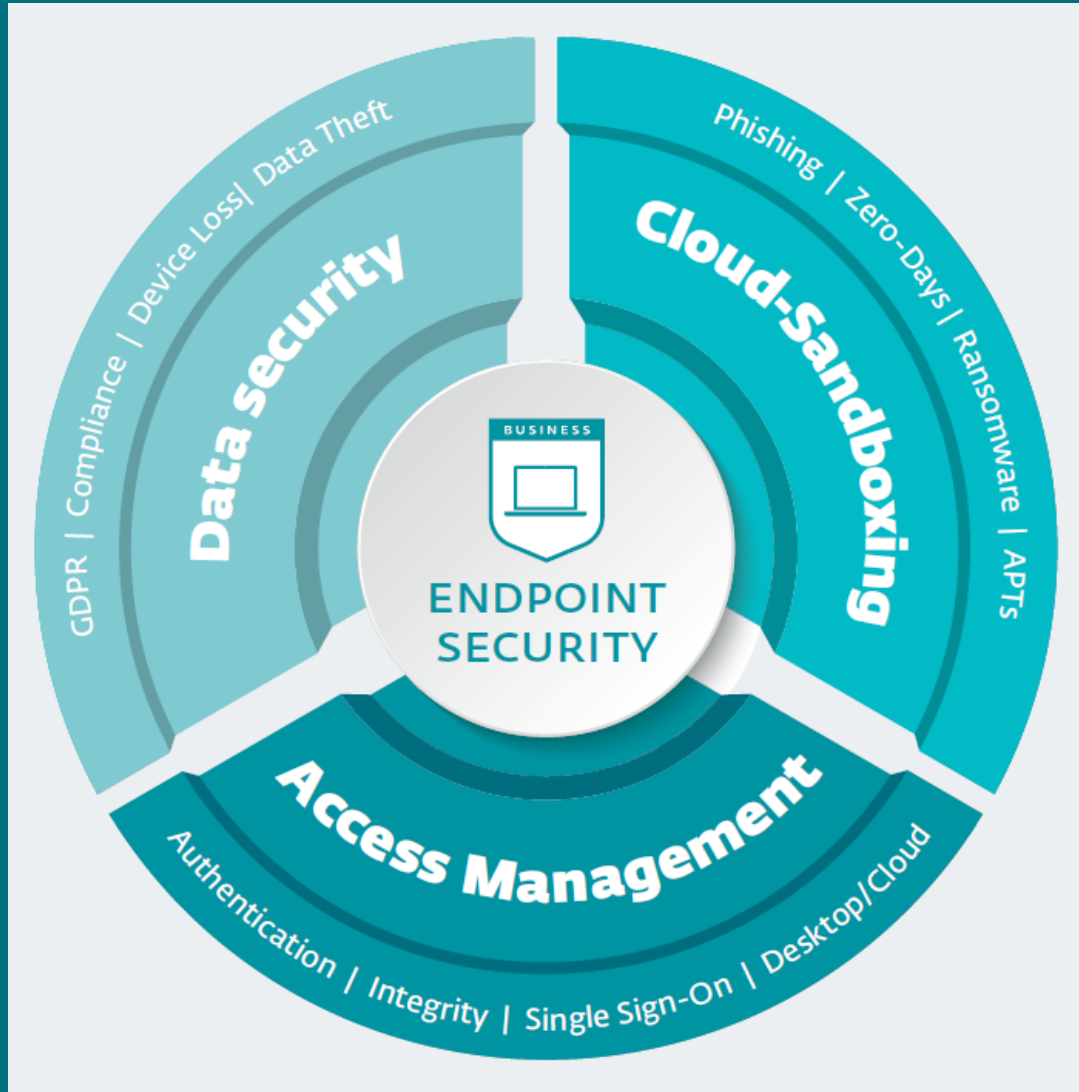 GDPR | Compliance | Device Loss| Data Theft
Data security
Phishing | Zero-Days| Ransomware | APTs
Cloud-Sandboxing
BUSINESS
ENDPOINT
SECURITY
Access Management
Authentication | Integrity | Single Sign-On | Desktop/Cloud